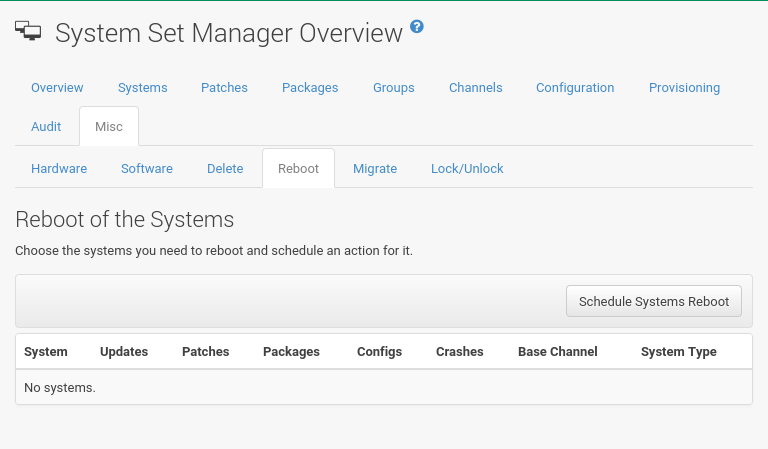 System Set Manager Overview ?
Overview Systems Patches Packages Groups Channels Configuration Provisioning
Audit Misc
Hardware Software Delete Reboot Migrate Lock/Unlock
Reboot of the Systems
Choose the systems you need to reboot and schedule an action for it.
Schedule Systems Reboot
System Updates Patches Packages Configs Crashes Base Channel System Type
No systems.